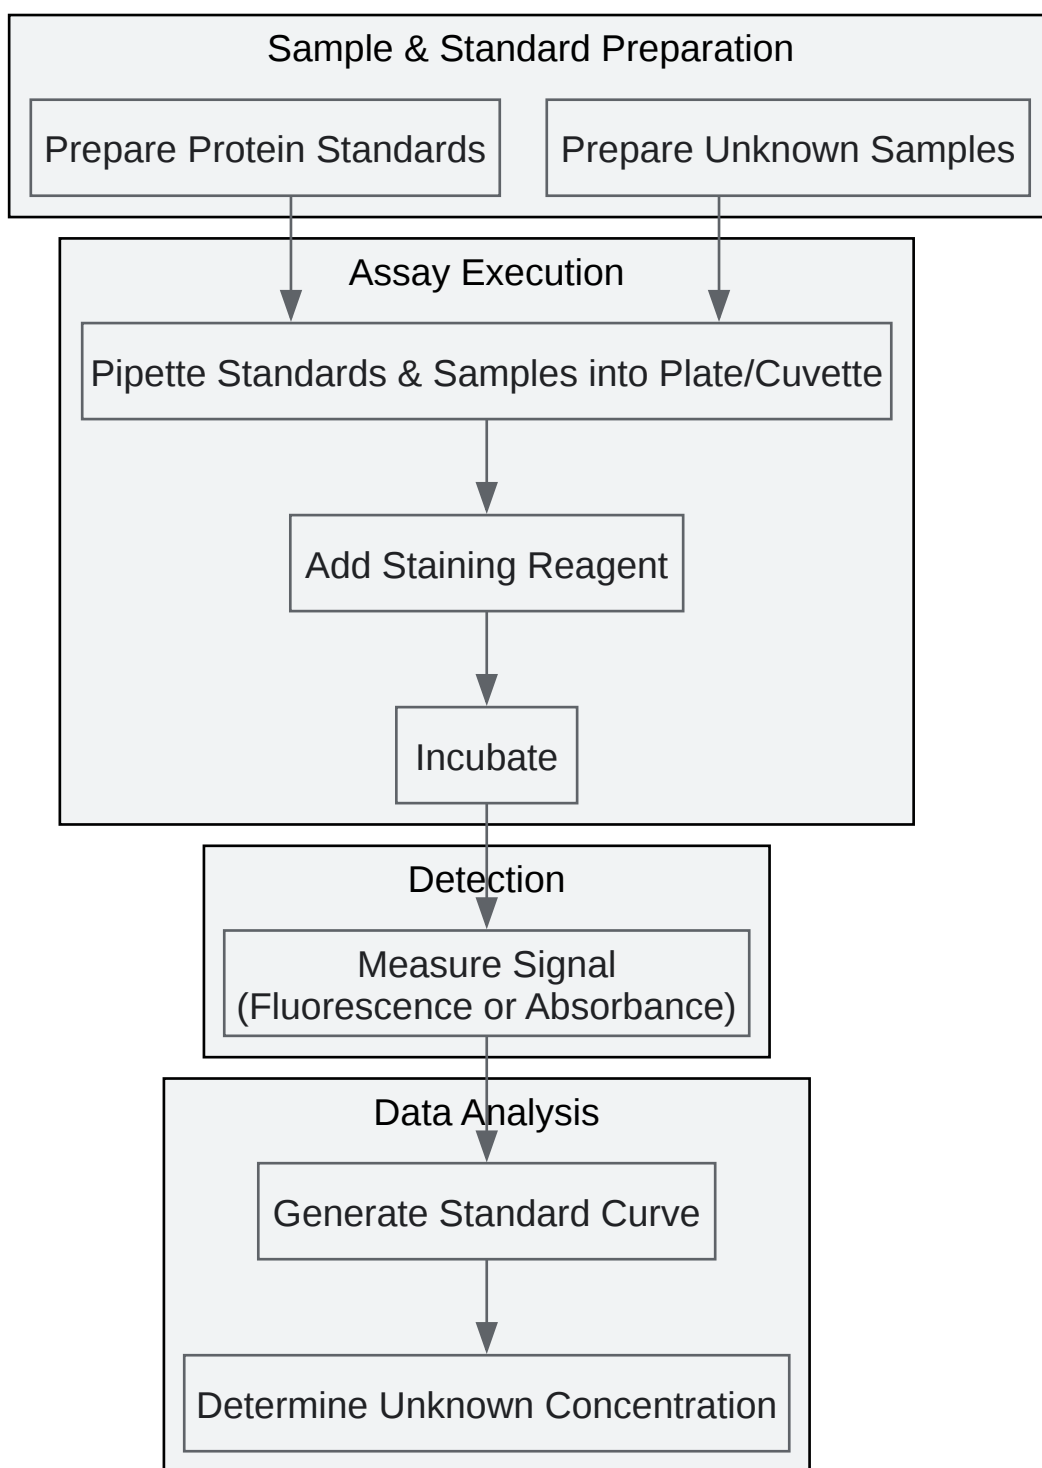 Sample & Standard Preparation
Prepare Protein Standards
Prepare Unknown Samples
Assay Execution
Pipette Standards & Samples into Plate/Cuvette
Add Staining Reagent
Incubate
Detection
Measure Signal
(Fluorescence or Absorbance)
Data Analysis
Generate Standard Curve
Determine Unknown Concentration